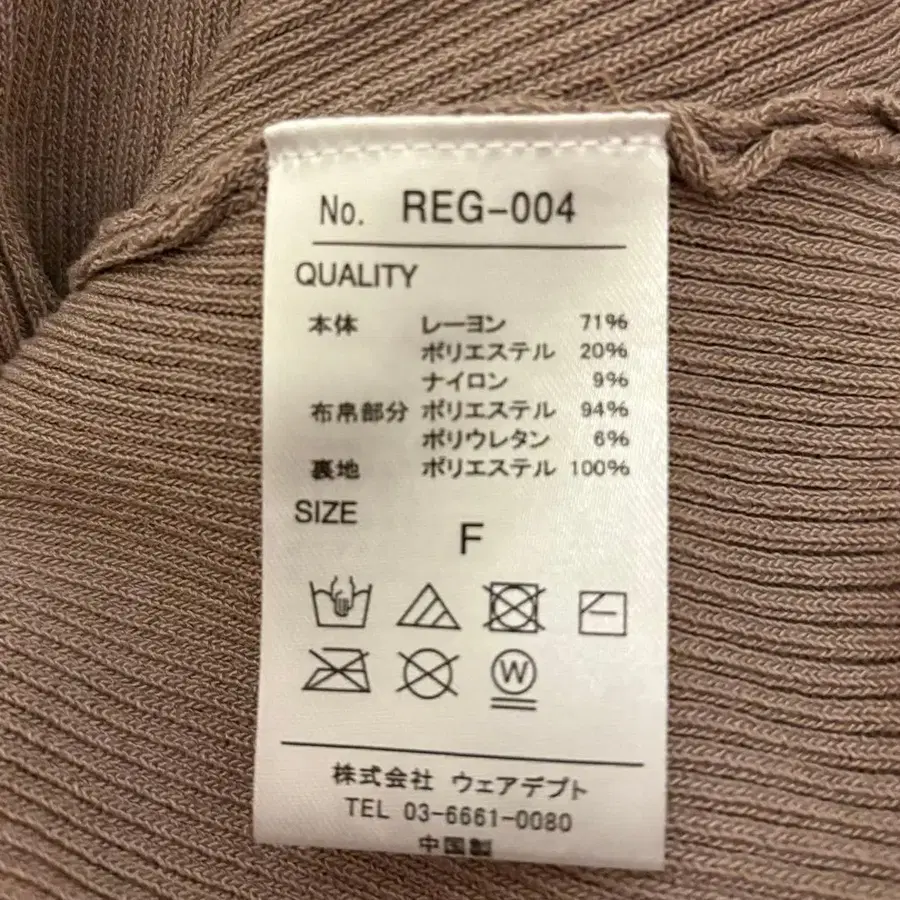 No. REG-004
QUALITY
本体 レーヨン 71%
ポリエステル 20%
ナイロン 9%
布帛部分 ポリエステル 94%
ポリウレタン 6%
裏地 ポリエステル 100%
SIZE
F
W
株式会社 ウェアデプト
TEL 03-6661-0080
中国製